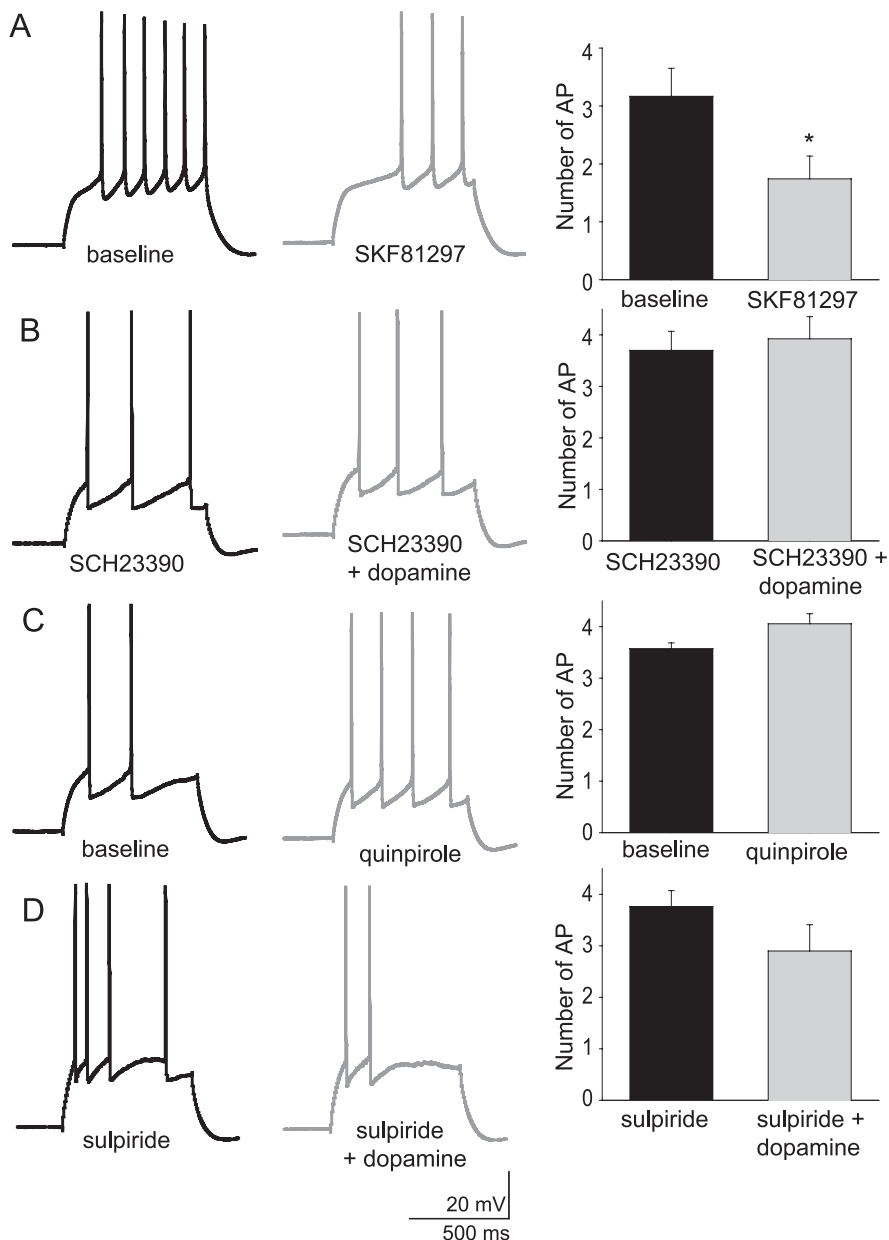 A
baseline
SKF81297
Number of AP
4
3
2
1
0
*
baseline
SKF81297
B
SCH23390
SCH23390
+ dopamine
Number of AP
4
3
2
1
0
SCH23390
SCH23390 +
dopamine
C
baseline
quinpirole
Number of AP
4
3
2
1
0
baseline
quinpirole
D
sulpiride
sulpiride
+ dopamine
Number of AP
4
3
2
1
0
sulpiride
sulpiride +
dopamine
20 mV
500 ms